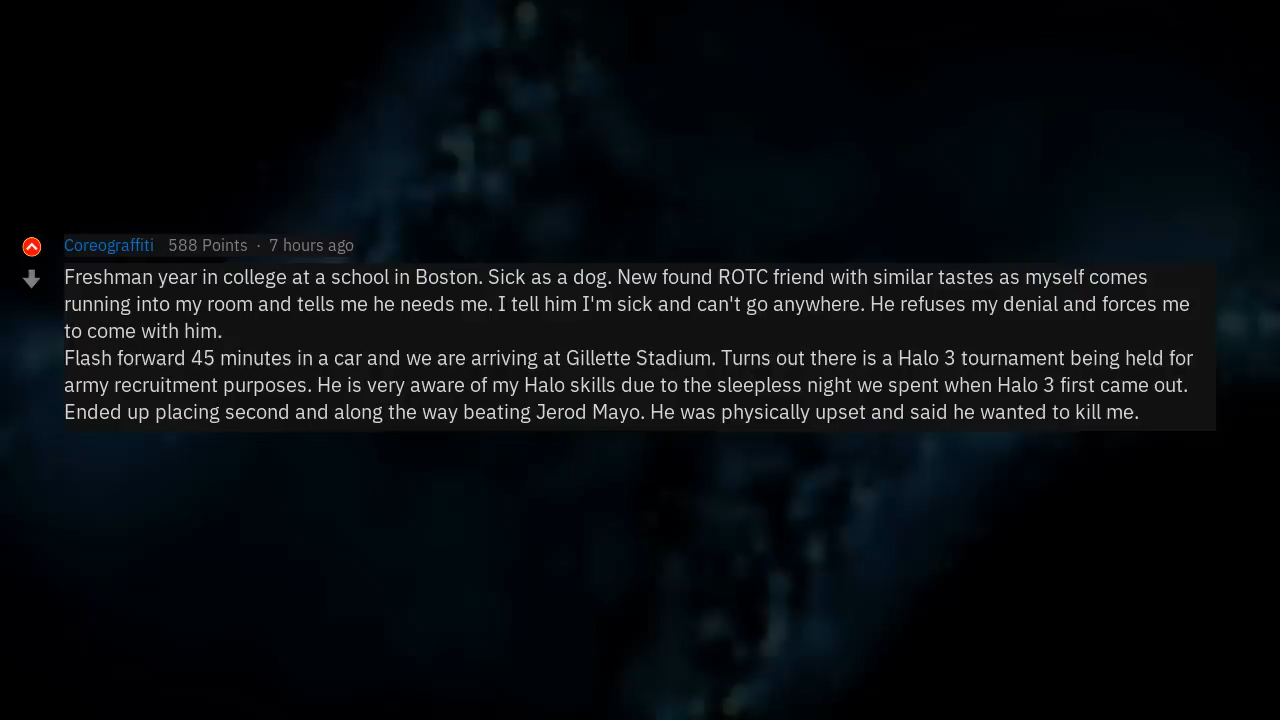 Coreograffiti 588 Points · 7 hours ago
Freshman year in college at a school in Boston. Sick as a dog. New found ROTC friend with similar tastes as myself comes
running into my room and tells me he needs me. I tell him I'm sick and can't go anywhere. He refuses my denial and forces me
to come with him.
Flash forward 45 minutes in a car and we are arriving at Gillette Stadium. Turns out there is a Halo 3 tournament being held for
army recruitment purposes. He is very aware of my Halo skills due to the sleepless night we spent when Halo 3 first came out.
Ended up placing second and along the way beating Jerod Mayo. He was physically upset and said he wanted to kill me.